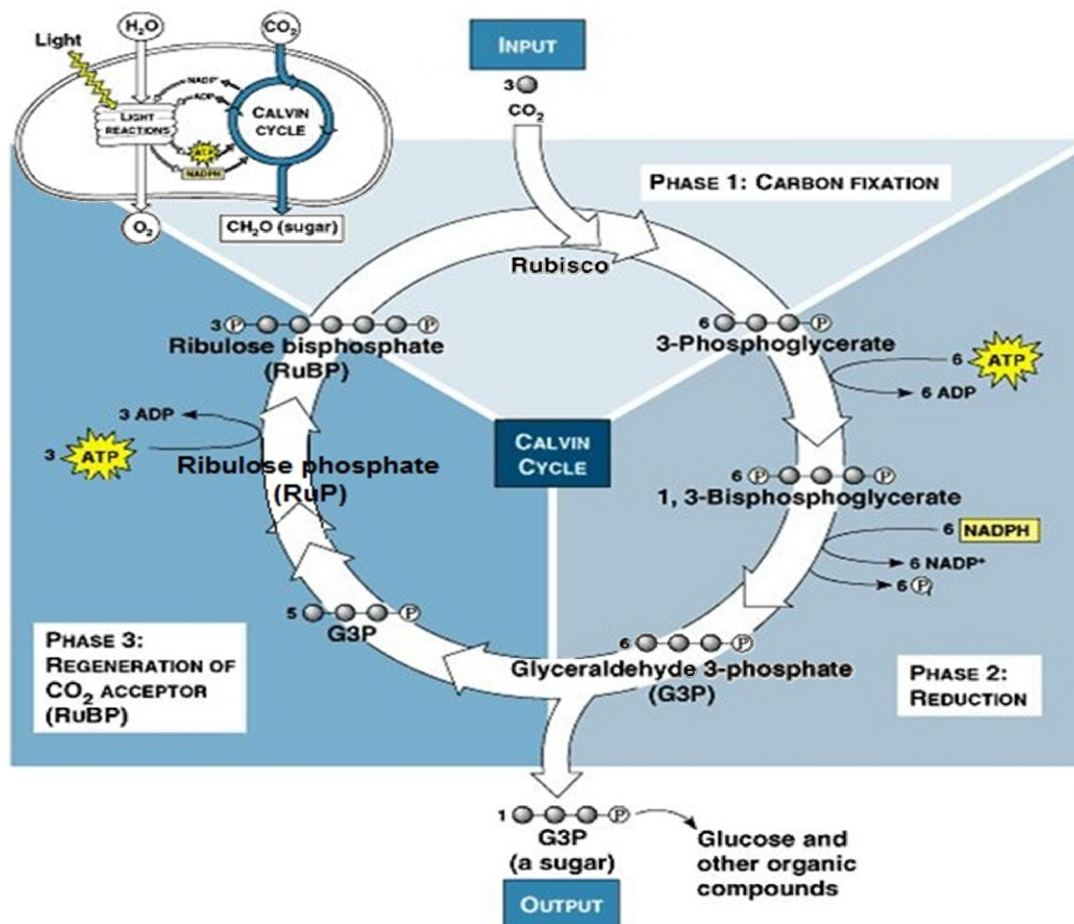 Light
H₂O
CO₂
NADP⁺
ADP
LIGHT
REACTIONS
CALVIN
CYCLE
ATP
NADPH
O₂
CH₂O (sugar)
INPUT
3
CO₂
PHASE 1: CARBON FIXATION
Rubisco
3 P P
Ribulose bisphosphate
(RuBP)
6 P
3-Phosphoglycerate
6 ATP
6 ADP
3 ADP
3 ATP
Ribulose phosphate
(RuP)
CALVIN
CYCLE
6 P P
1, 3-Bisphosphoglycerate
6 NADPH
6 NADP⁺
6 Pᵢ
5 P
G3P
6 P
Glyceraldehyde 3-phosphate
(G3P)
PHASE 3:
REGENERATION OF
CO₂ ACCEPTOR
(RuBP)
PHASE 2:
REDUCTION
1 P
G3P
(a sugar)
Glucose and
other organic
compounds
OUTPUT